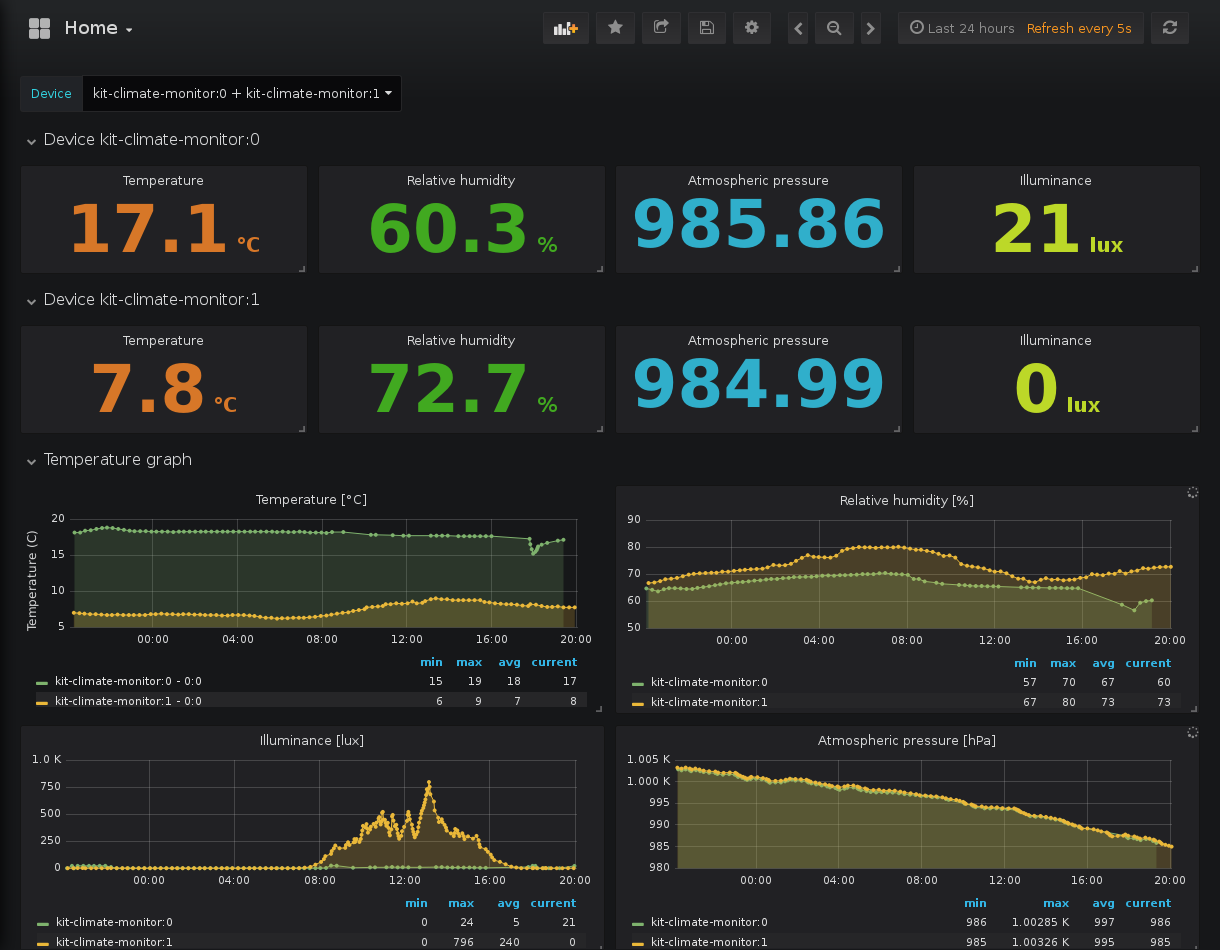 Home
Last 24 hours Refresh every 5s
Device kit-climate-monitor:0 + kit-climate-monitor:1
Device kit-climate-monitor:0
Temperature Relative humidity Atmospheric pressure Illuminance
17.1 °C 60.3 % 985.86 21 lux
Device kit-climate-monitor:1
Temperature Relative humidity Atmospheric pressure Illuminance
7.8 °C 72.7 % 984.99 0 lux
Temperature graph
Temperature [°C]
Temperature (C)
20
15
10
5
00:00 04:00 08:00 12:00 16:00 20:00
min max avg current
kit-climate-monitor:0 - 0:0 15 19 18 17
kit-climate-monitor:1 - 0:0 6 9 7 8
Relative humidity [%]
90
80
70
60
50
00:00 04:00 08:00 12:00 16:00 20:00
min max avg current
kit-climate-monitor:0 57 70 67 60
kit-climate-monitor:1 67 80 73 73
Illuminance [lux]
1.0 K
750
500
250
0
00:00 04:00 08:00 12:00 16:00 20:00
min max avg current
kit-climate-monitor:0 0 24 5 21
kit-climate-monitor:1 0 796 240 0
Atmospheric pressure [hPa]
1.005 K
1.000 K
995
990
985
980
00:00 04:00 08:00 12:00 16:00 20:00
min max avg current
kit-climate-monitor:0 986 1.00285 K 997 986
kit-climate-monitor:1 985 1.00326 K 995 985